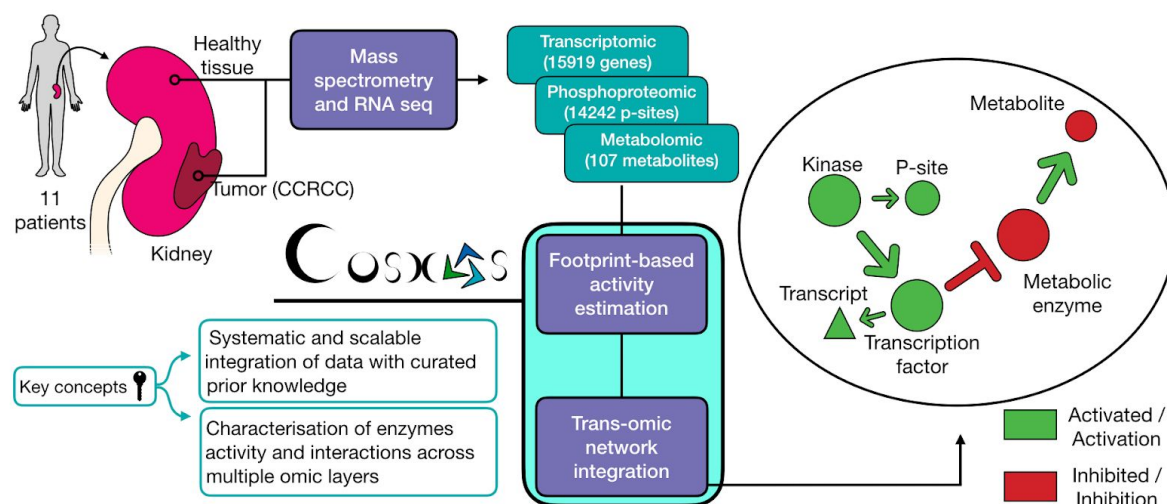 Healthy
tissue
11
patients
Tumor (CCRCC)
Kidney
Mass
spectrometry
and RNA seq
Transcriptomic
(15919 genes)
Phosphoproteomic
(14242 p-sites)
Metabolomic
(107 metabolites)
Footprint-based
activity
estimation
Trans-omic
network
integration
Key concepts
Systematic and scalable
integration of data with curated
prior knowledge
Characterisation of enzymes
activity and interactions across
multiple omic layers
Metabolite
Kinase
P-site
Metabolic
enzyme
Transcript
Transcription
factor
Activated /
Activation
Inhibited /
Inhibition